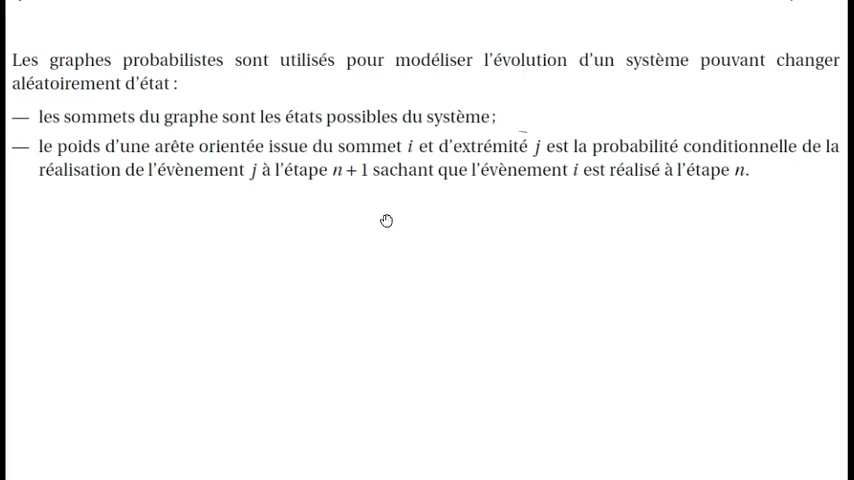 Les graphes probabilistes sont utilisés pour modéliser l'évolution d'un système pouvant changer
aléatoirement d'état :
— les sommets du graphe sont les états possibles du système ;
— le poids d'une arête orientée issue du sommet i et d'extrémité j est la probabilité conditionnelle de la
réalisation de l'évènement j à l'étape n + 1 sachant que l'évènement i est réalisé à l'étape n.